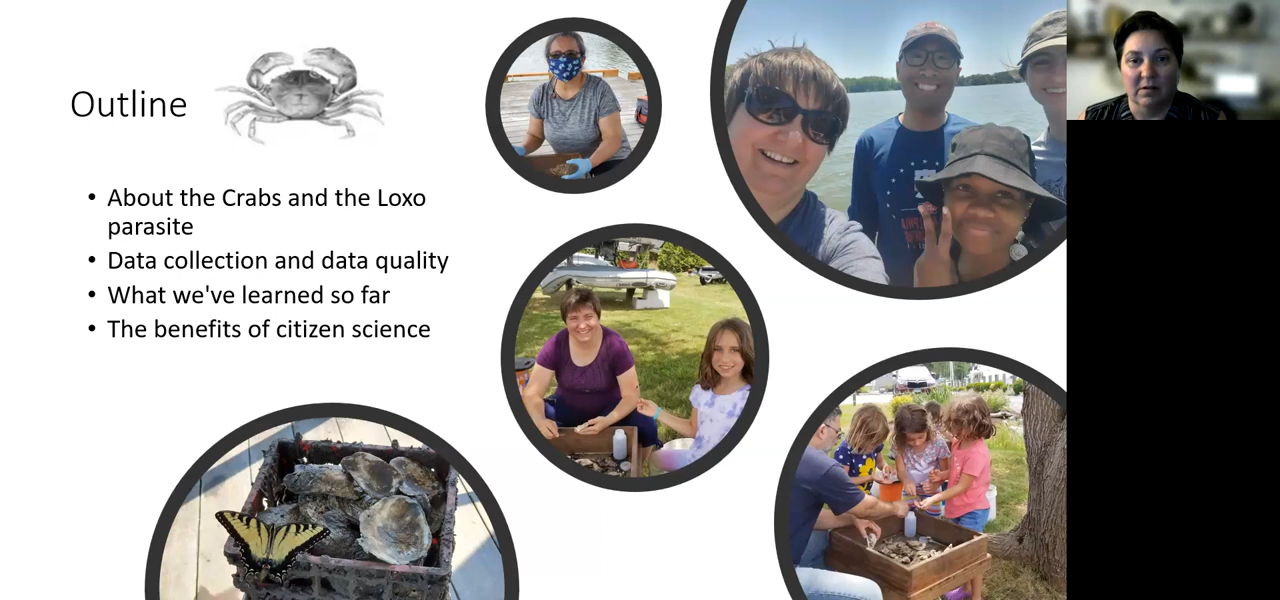 Outline
• About the Crabs and the Loxo
parasite
• Data collection and data quality
• What we've learned so far
• The benefits of citizen science